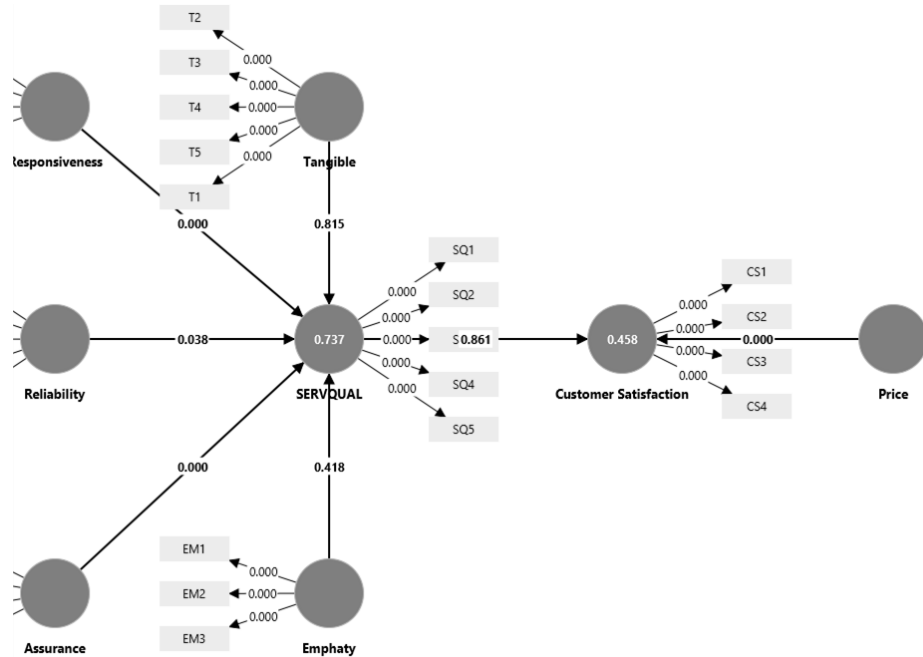 T2
0.000
T3
0.000
T4
0.000
T5
0.000
T1
0.000
Responsiveness
Tangible
0.000
0.815
SQ1
0.000
SQ2
0.000
0.000
0.861
0.000
SQ4
0.000
SQ5
0.038
0.737
SERVQUAL
Reliability
CS1
0.000
CS2
0.000
0.458
0.000
CS3
0.000
CS4
0.000
Customer Satisfaction
Price
0.000
0.418
EM1
0.000
EM2
0.000
EM3
0.000
Assurance
Emphaty